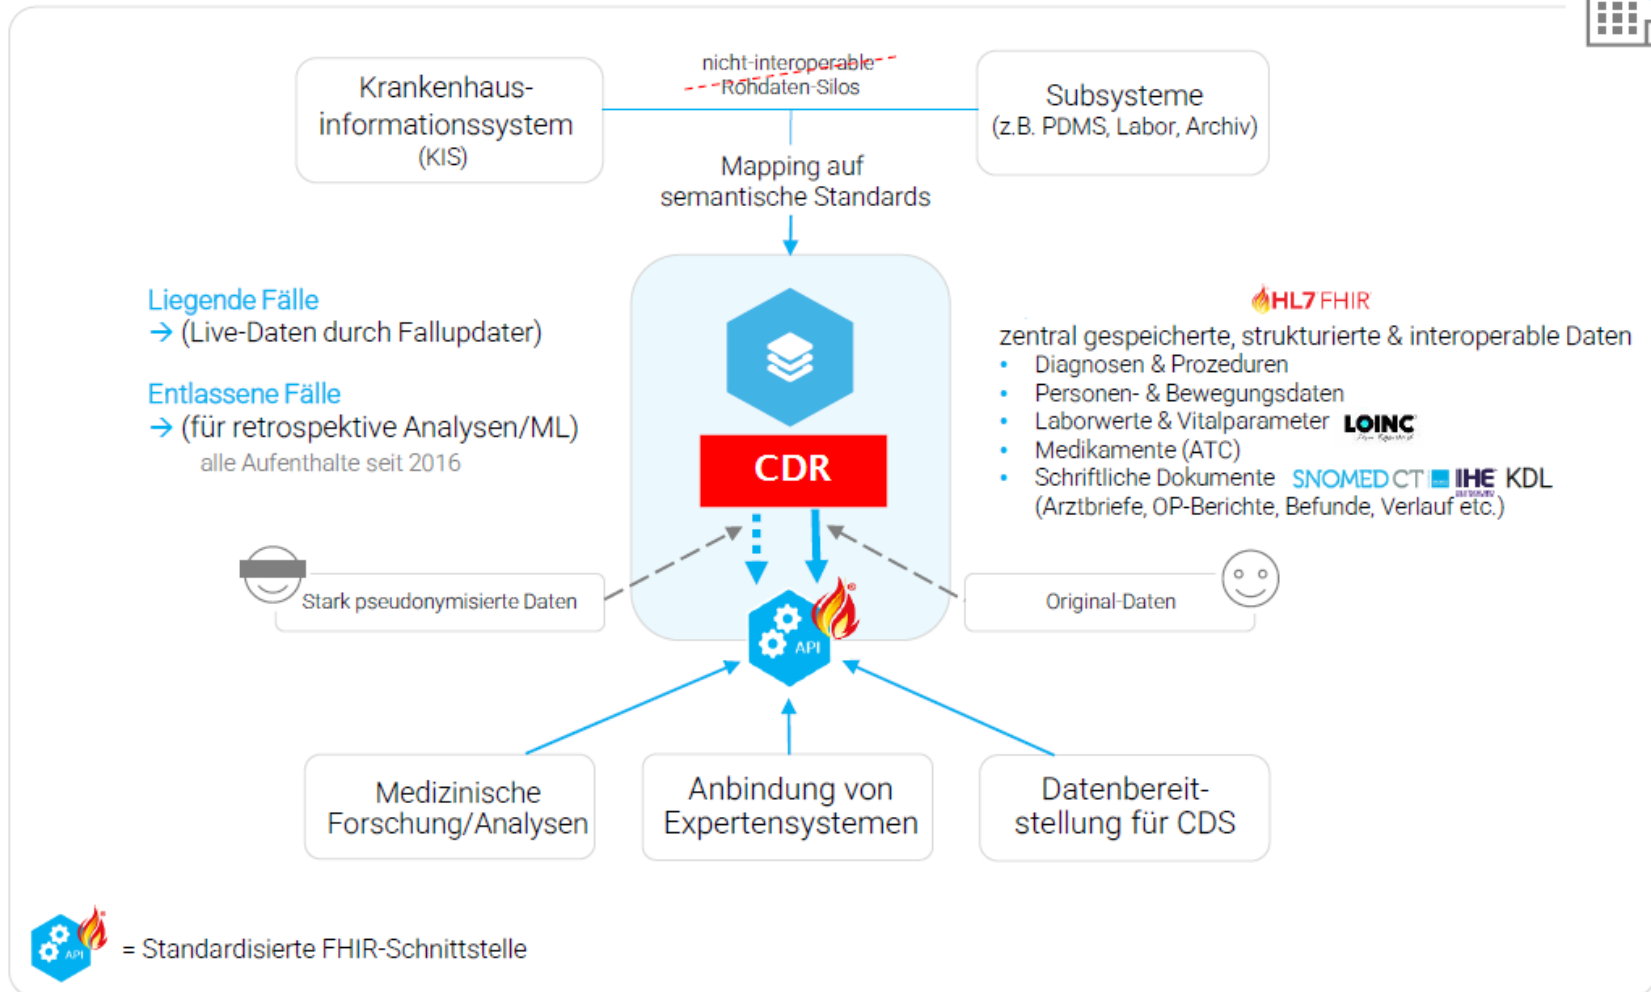 nicht-interoperable
Rohdaten-Silos
Krankenhaus-
informationssystem
(KIS)
Subsysteme
(z.B. PDMS, Labor, Archiv)
Mapping auf
semantische Standards
Liegende Fälle
→ (Live-Daten durch Fallupdater)
Entlassene Fälle
→ (für retrospektive Analysen/ML)
alle Aufenthalte seit 2016
CDR
HL7 FHIR
zentral gespeicherte, strukturierte & interoperable Daten
• Diagnosen & Prozeduren
• Personen- & Bewegungsdaten
• Laborwerte & Vitalparameter LOINC
• Medikamente (ATC)
• Schriftliche Dokumente SNOMED CT IHE KDL
(Arztbriefe, OP-Berichte, Befunde, Verlauf etc.)
Stark pseudonymisierte Daten
Original-Daten
API
Medizinische
Forschung/Analysen
Anbindung von
Expertensystemen
Datenbereit-
stellung für CDS
API
= Standardisierte FHIR-Schnittstelle